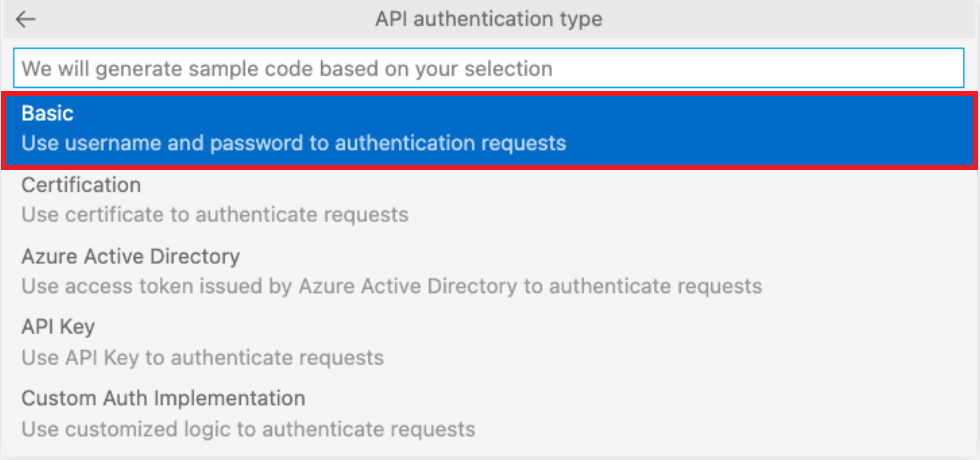 API authentication type
We will generate sample code based on your selection
Basic
Use username and password to authentication requests
Certification
Use certificate to authenticate requests
Azure Active Directory
Use access token issued by Azure Active Directory to authenticate requests
API Key
Use API Key to authenticate requests
Custom Auth Implementation
Use customized logic to authenticate requests